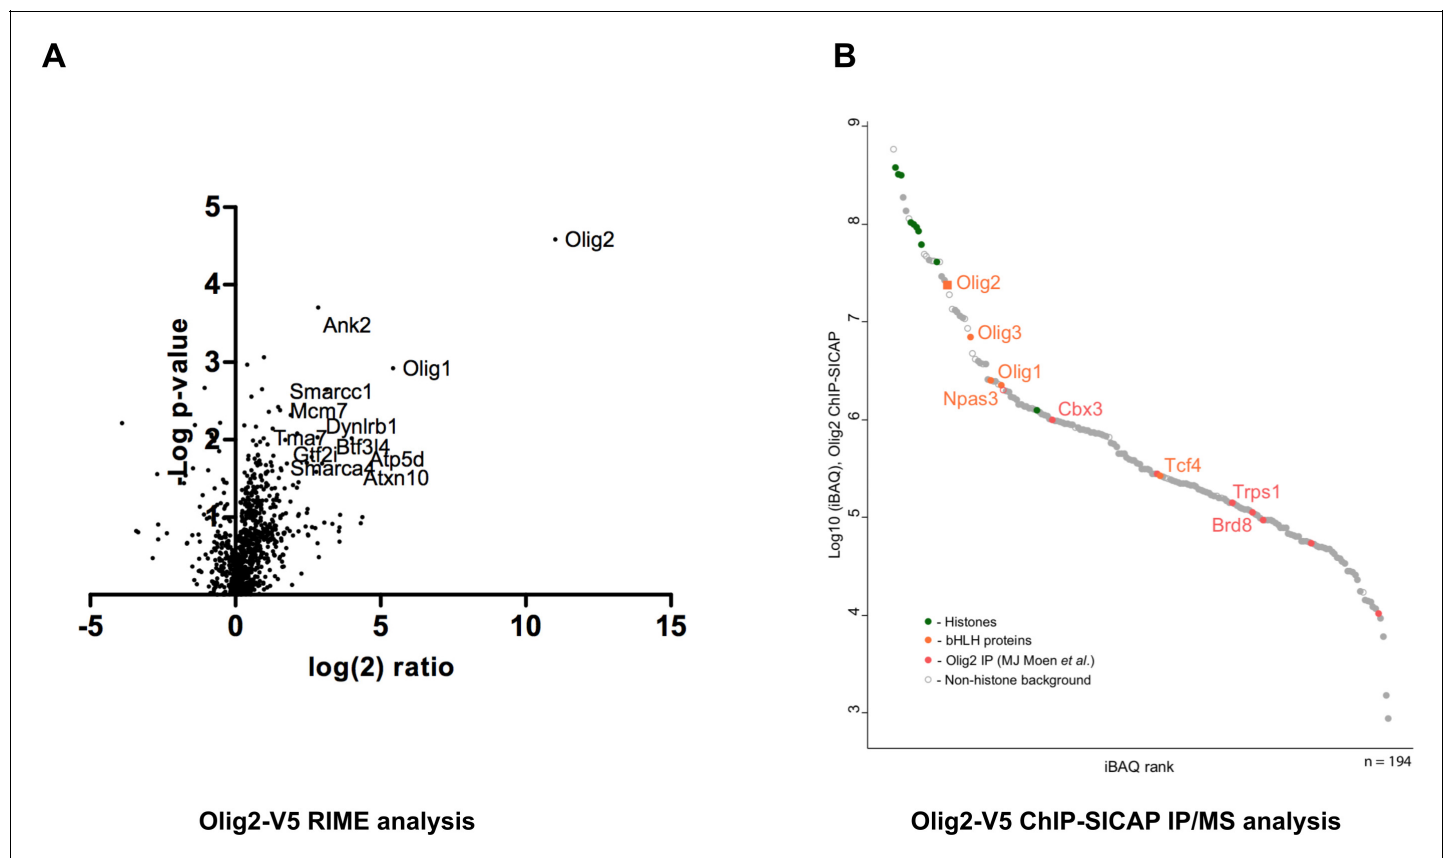 A
5
4
3
2
1
-Log p-value
Olig2
Ank2
Olig1
Smarcc1
Mcm7
Dynlrb1
Tma7
Btf3l4
Gtf2i
Atp5d
Smarca4
Atxn10
-5 0 5 10 15
log(2) ratio
Olig2-V5 RIME analysis
B
9
8
7
6
5
4
3
Log10 (iBAQ), Olig2 ChIP-SICAP
Olig2
Olig3
Olig1
Npas3
Cbx3
Tcf4
Trps1
Brd8
- Histones
- bHLH proteins
- Olig2 IP (MJ Moen et al.)
- Non-histone background
iBAQ rank
n = 194
Olig2-V5 ChIP-SICAP IP/MS analysis